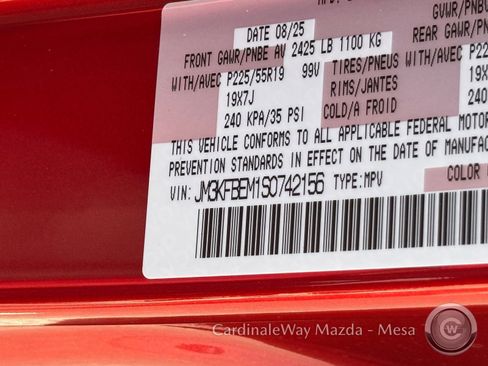 MFD.
DATE 08/25
GVWR/PNBV
FRONT GAWR/PNBE AV 2425 LB 1100 KG
REAR GAWR/PN
WITH/AVEC P225/55R19 99V TIRES/PNEUS WITH/AVEC P2
19X7J RIMS/JANTES 19X
240 KPA/35 PSI COLD/A FROID 240
THIS VEHICLE CONFORMS TO ALL APPLICABLE FEDERAL MOTOR
PREVENTION STANDARDS IN EFFECT ON THE DATE OF MANUFAC
COLOR
VIN: JM3KFBEM1S0742156 TYPE: MPV
CardinaleWay Mazda - Mesa